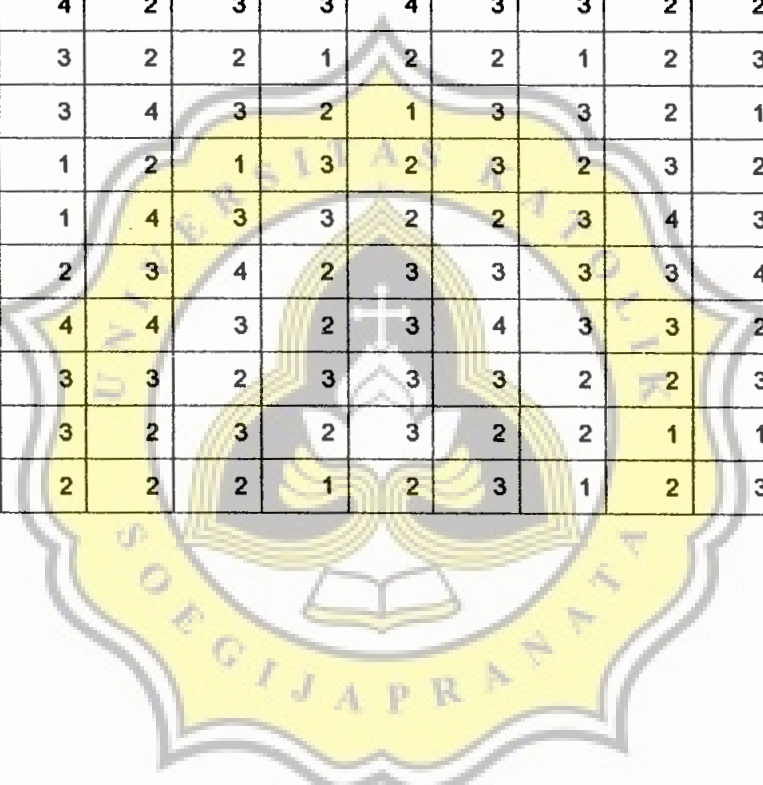 4 2 3 3 4 3 3 2 2
3 2 2 1 2 2 1 2 3
3 4 3 2 1 3 3 2 1
1 2 1 3 2 3 2 3 2
1 4 3 3 2 2 3 4 3
2 3 4 2 3 3 3 3 4
4 4 3 2 3 4 3 3 2
3 3 2 3 3 3 2 2 3
3 2 3 2 3 2 2 1 1
2 2 2 1 2 3 1 2 3
UNIVERSITAS KATOLIK
SOEGIJAPRANATA